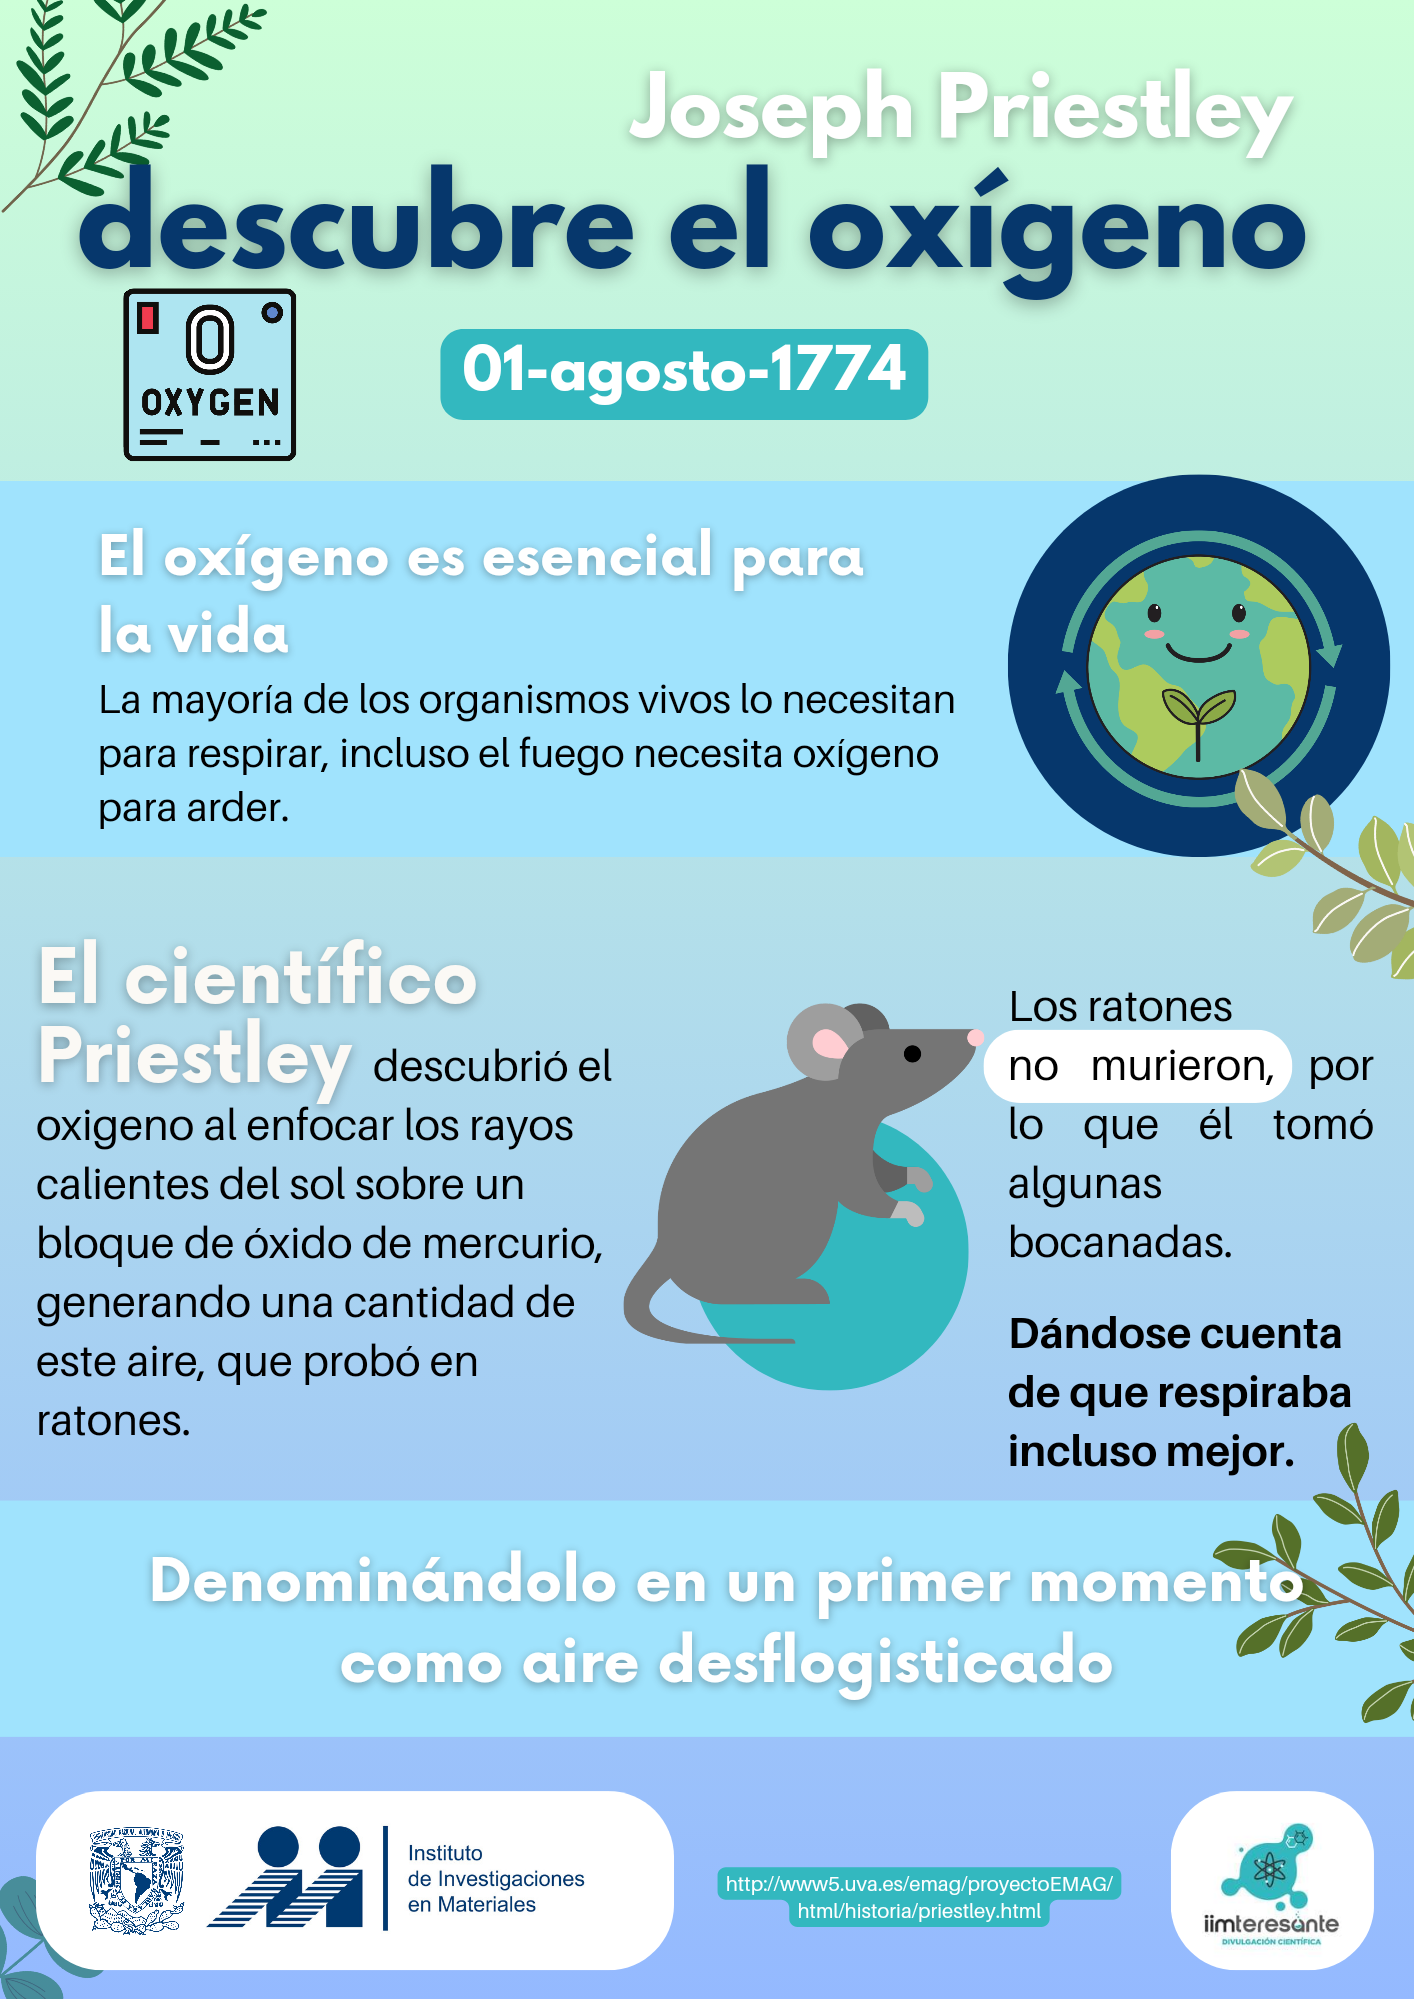 Joseph Priestley
descubre el oxígeno
O
OXYGEN
01-agosto-1774
El oxígeno es esencial para
la vida
La mayoría de los organismos vivos lo necesitan
para respirar, incluso el fuego necesita oxígeno
para arder.
El científico
Priestley descubrió el
oxigeno al enfocar los rayos
calientes del sol sobre un
bloque de óxido de mercurio,
generando una cantidad de
este aire, que probó en
ratones.
Los ratones
no murieron, por
lo que él tomó
algunas
bocanadas.
Dándose cuenta
de que respiraba
incluso mejor.
Denominándolo en un primer momento
como aire desflogisticado
Instituto
de Investigaciones
en Materiales
http://www5.uva.es/emag/proyectoEMAG/
html/historia/priestley.html
iimteresante
DIVULGACIÓN CIENTÍFICA